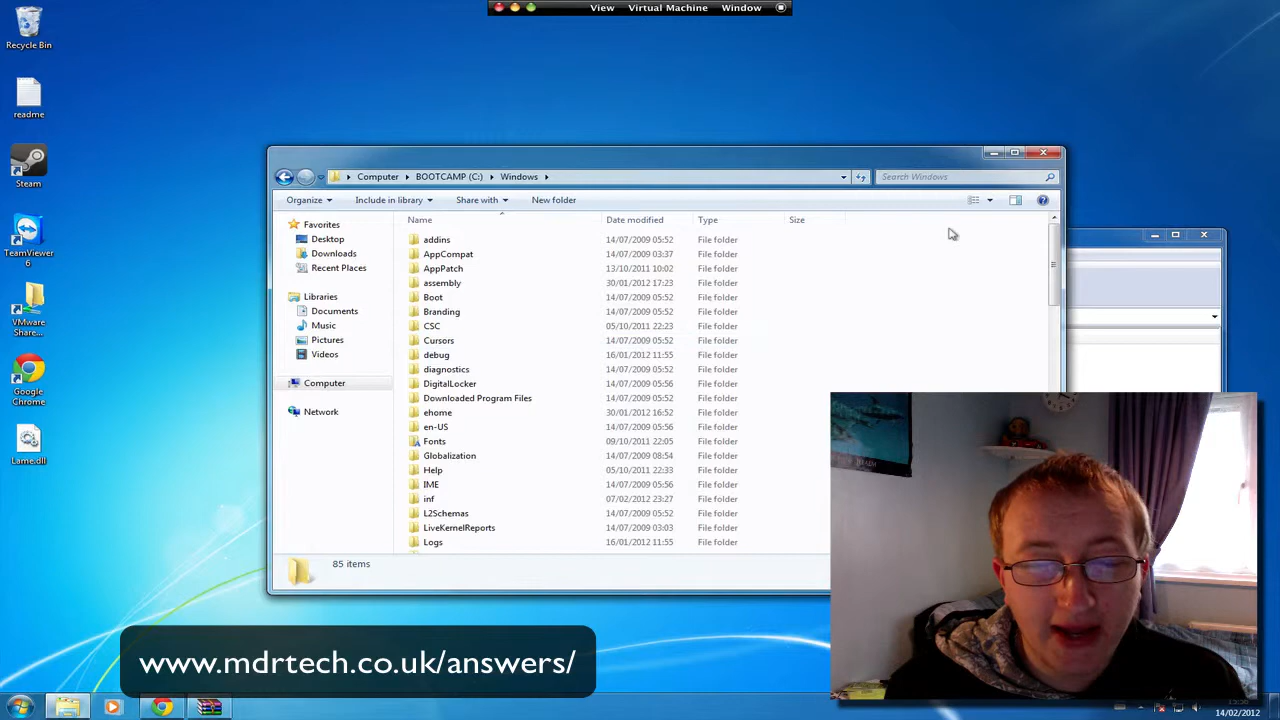 View Virtual Machine Window
Recycle Bin
readme
Steam
TeamViewer
6
VMware
Share...
Google
Chrome
Lame.dll
Computer BOOTCAMP (C:) Windows
Search Windows
Organize Include in library Share with New folder
Favorites
Desktop
Downloads
Recent Places
Libraries
Documents
Music
Pictures
Videos
Computer
Network
Name Date modified Type Size
addins 14/07/2009 05:52 File folder
AppCompat 14/07/2009 03:37 File folder
AppPatch 13/10/2011 10:02 File folder
assembly 30/01/2012 17:23 File folder
Boot 14/07/2009 05:52 File folder
Branding 14/07/2009 05:52 File folder
CSC 05/10/2011 22:23 File folder
Cursors 14/07/2009 05:52 File folder
debug 16/01/2012 11:55 File folder
diagnostics 14/07/2009 05:52 File folder
DigitalLocker 14/07/2009 05:56 File folder
Downloaded Program Files 14/07/2009 05:52 File folder
ehome 30/01/2012 16:52 File folder
en-US 14/07/2009 05:56 File folder
Fonts 09/10/2011 22:05 File folder
Globalization 14/07/2009 08:54 File folder
Help 05/10/2011 22:33 File folder
IME 14/07/2009 05:56 File folder
inf 07/02/2012 23:27 File folder
L2Schemas 14/07/2009 05:52 File folder
LiveKernelReports 14/07/2009 03:03 File folder
Logs 16/01/2012 11:55 File folder
85 items
www.mdrtech.co.uk/answers/
14/02/2012